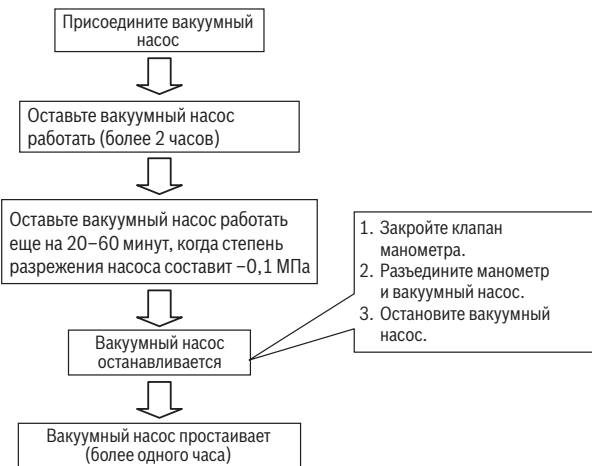 Присоедините вакуумный
насос
Оставьте вакуумный насос
работать (более 2 часов)
Оставьте вакуумный насос работать
еще на 20–60 минут, когда степень
разрежения насоса составит –0,1 МПа
1. Закройте клапан
манометра.
2. Разъедините манометр
и вакуумный насос.
3. Остановите вакуумный
насос.
Вакуумный насос
останавливается
Вакуумный насос простаивает
(более одного часа)